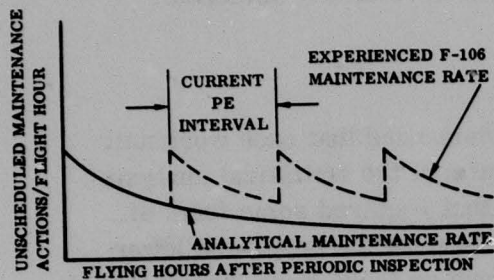 UNSCHEDULED MAINTENANCE
ACTIONS/FLIGHT HOUR
CURRENT
PE
INTERVAL
EXPERIENCED F-106
MAINTENANCE RATE
ANALYTICAL MAINTENANCE RATE
FLYING HOURS AFTER PERIODIC INSPECTION